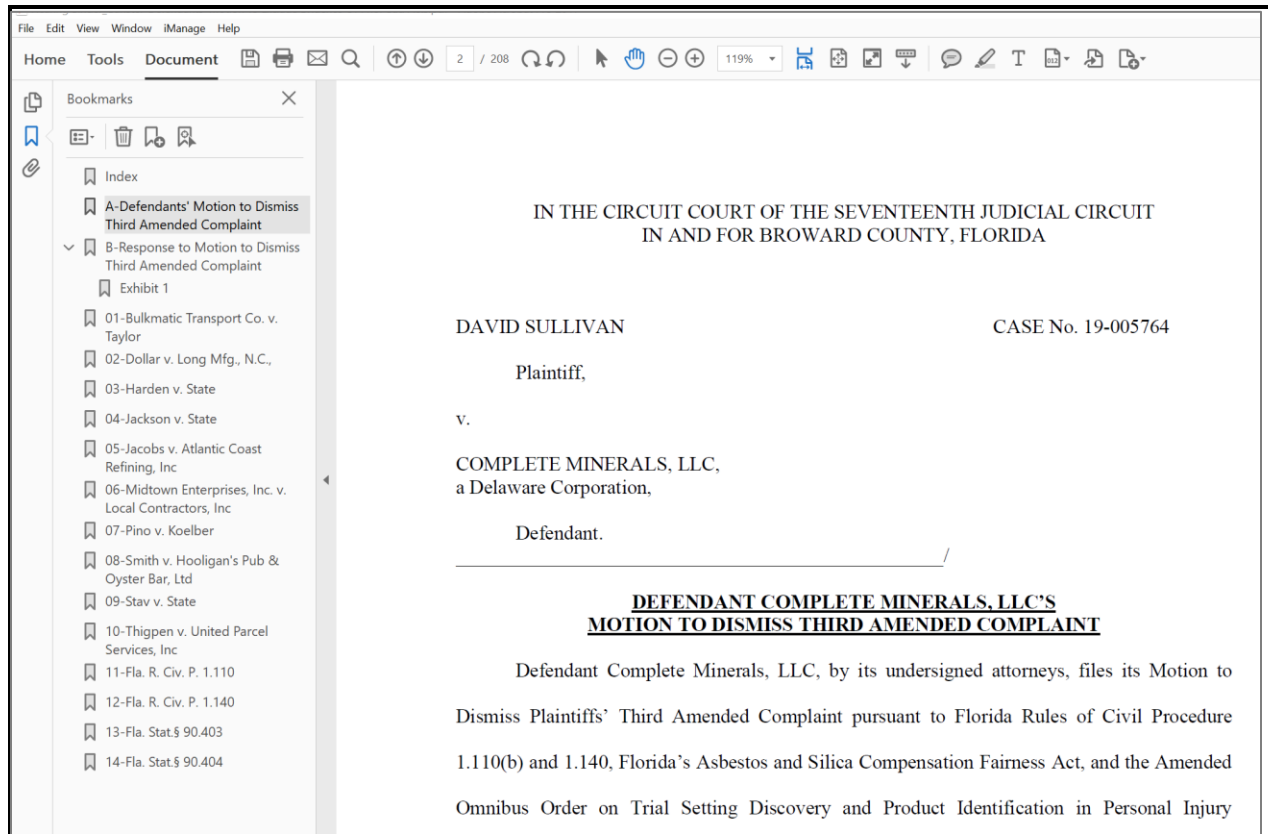 File Edit View Window iManage Help
Home Tools Document 2 / 208 119%
Bookmarks
Index
A-Defendants' Motion to Dismiss
Third Amended Complaint
B-Response to Motion to Dismiss
Third Amended Complaint
Exhibit 1
01-Bulkmatic Transport Co. v.
Taylor
02-Dollar v. Long Mfg., N.C.,
03-Harden v. State
04-Jackson v. State
05-Jacobs v. Atlantic Coast
Refining, Inc
06-Midtown Enterprises, Inc. v.
Local Contractors, Inc
07-Pino v. Koelber
08-Smith v. Hooligan's Pub &
Oyster Bar, Ltd
09-Stav v. State
10-Thigpen v. United Parcel
Services, Inc
11-Fla. R. Civ. P. 1.110
12-Fla. R. Civ. P. 1.140
13-Fla. Stat.§ 90.403
14-Fla. Stat.§ 90.404
IN THE CIRCUIT COURT OF THE SEVENTEENTH JUDICIAL CIRCUIT
IN AND FOR BROWARD COUNTY, FLORIDA
DAVID SULLIVAN CASE No. 19-005764
Plaintiff,
v.
COMPLETE MINERALS, LLC,
a Delaware Corporation,
Defendant.
/
DEFENDANT COMPLETE MINERALS, LLC'S
MOTION TO DISMISS THIRD AMENDED COMPLAINT
Defendant Complete Minerals, LLC, by its undersigned attorneys, files its Motion to
Dismiss Plaintiffs' Third Amended Complaint pursuant to Florida Rules of Civil Procedure
1.110(b) and 1.140, Florida's Asbestos and Silica Compensation Fairness Act, and the Amended
Omnibus Order on Trial Setting Discovery and Product Identification in Personal Injury